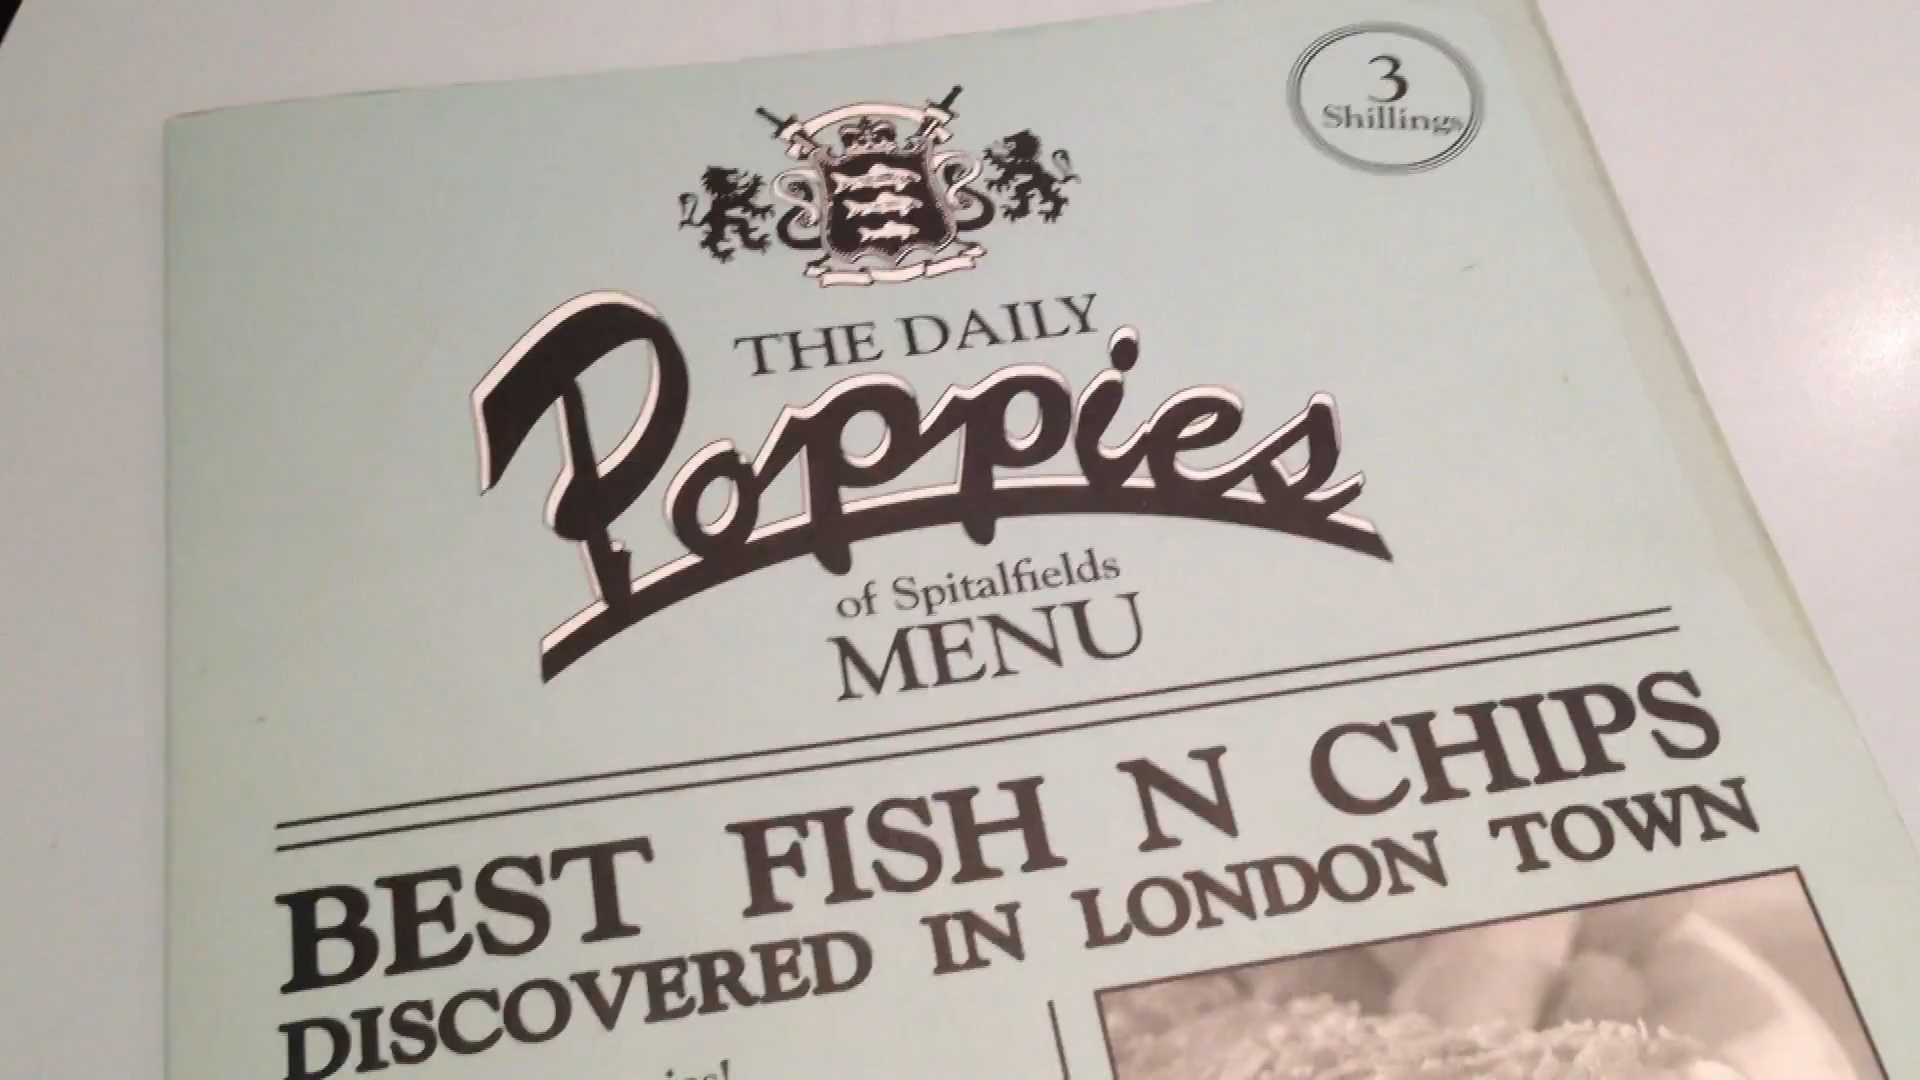 3
Shillings
THE DAILY
Poppies
of Spitalfields
MENU
BEST FISH N CHIPS
DISCOVERED IN LONDON TOWN